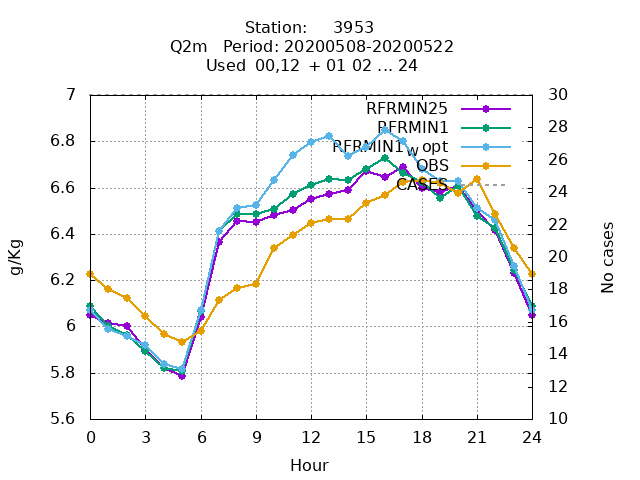 Station:     3953
Q2m   Period: 20200508-20200522
Used  00,12  + 01 02 ... 24
7
6.8
6.6
6.4
6.2
6
5.8
5.6
g/Kg
30
28
26
24
22
20
18
16
14
12
10
No cases
RFRMIN25
RFRMIN1
RFRMIN1wopt
OBS
CASES
0 3 6 9 12 15 18 21 24
Hour